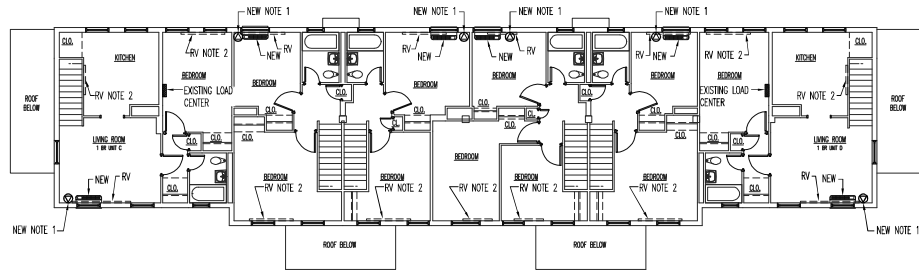 NEW NOTE 1
NEW NOTE 1
NEW NOTE 1
NEW NOTE 1
CLO.
KITCHEN
RV NOTE 2
RV
NEW
RV
NEW
NEW
RV
RV
NEW
RV NOTE 2
KITCHEN
CLO.
BEDROOM
BEDROOM
BEDROOM
BEDROOM
BEDROOM
BEDROOM
ROOF
BELOW
RV NOTE 2
EXISTING LOAD
CENTER
CLO.
CLO.
EXISTING LOAD
CENTER
RV NOTE 2
ROOF
BELOW
CLO.
CLO.
CL.
CLO.
CLO.
CLO.
CLO.
LIVING ROOM
1 BR UNIT C
CLO.
CLO.
CLO.
CLO.
LIVING ROOM
1 BR UNIT D
BEDROOM
BEDROOM
BEDROOM
BEDROOM
BEDROOM
NEW
RV
CLO.
RV NOTE 2
RV NOTE 2
RV NOTE 2
RV NOTE 2
RV NOTE 2
CLO.
RV
NEW
NEW NOTE 1
ROOF BELOW
ROOF BELOW
NEW NOTE 1